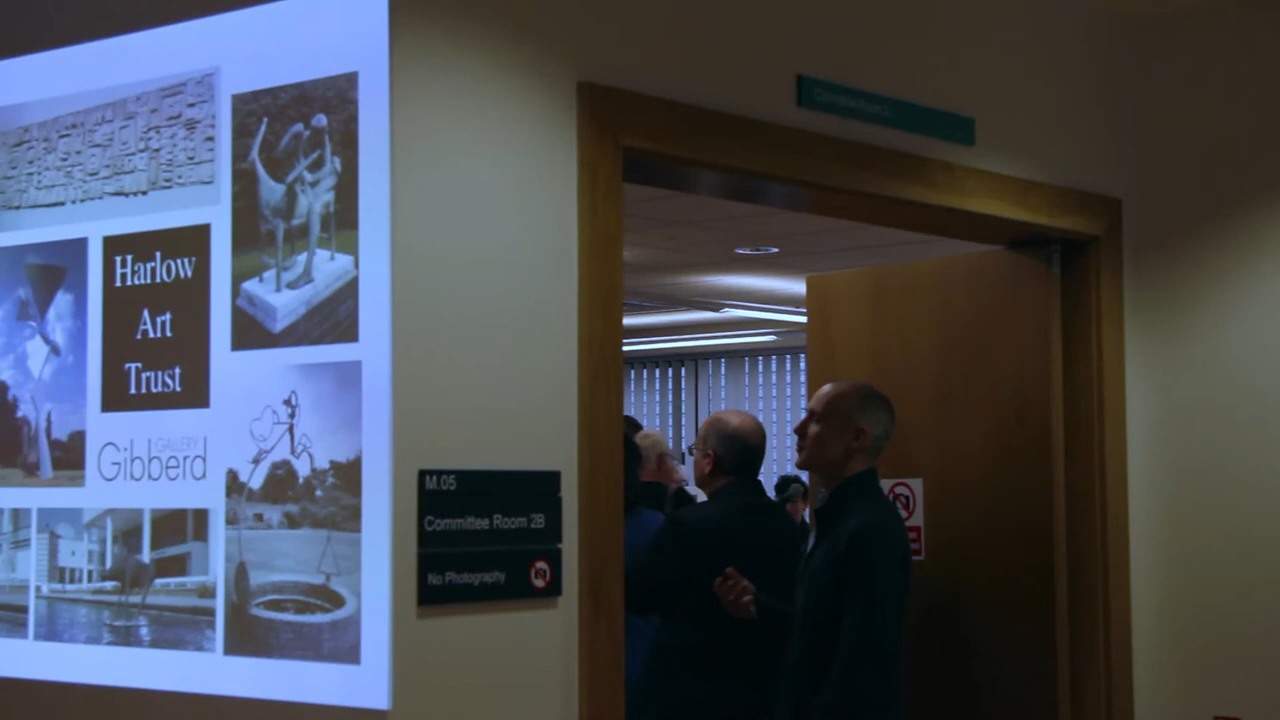 Harlow
Art
Trust
GALLERY
Gibberd
M.05
Committee Room 2B
No Photography